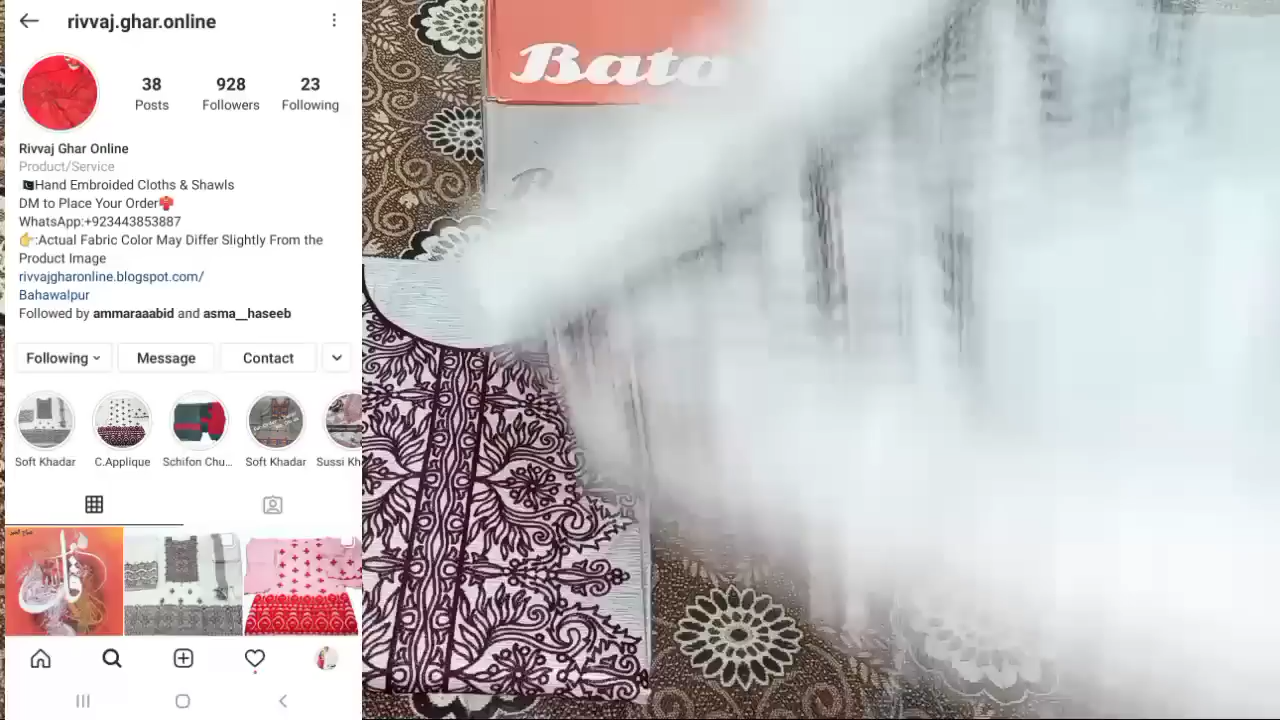 rivvaj.ghar.online
38
Posts
928
Followers
23
Following
Rivvaj Ghar Online
Product/Service
Hand Embroided Cloths & Shawls
DM to Place Your Order
WhatsApp:+923443853887
:Actual Fabric Color May Differ Slightly From the
Product Image
rivvajgharonline.blogspot.com/
Bahawalpur
Followed by ammaraaabid and asma__haseeb
Following
Message
Contact
Soft Khadar
C.Applique
Schifon Chu...
Soft Khadar
Sussi Kh
Bata